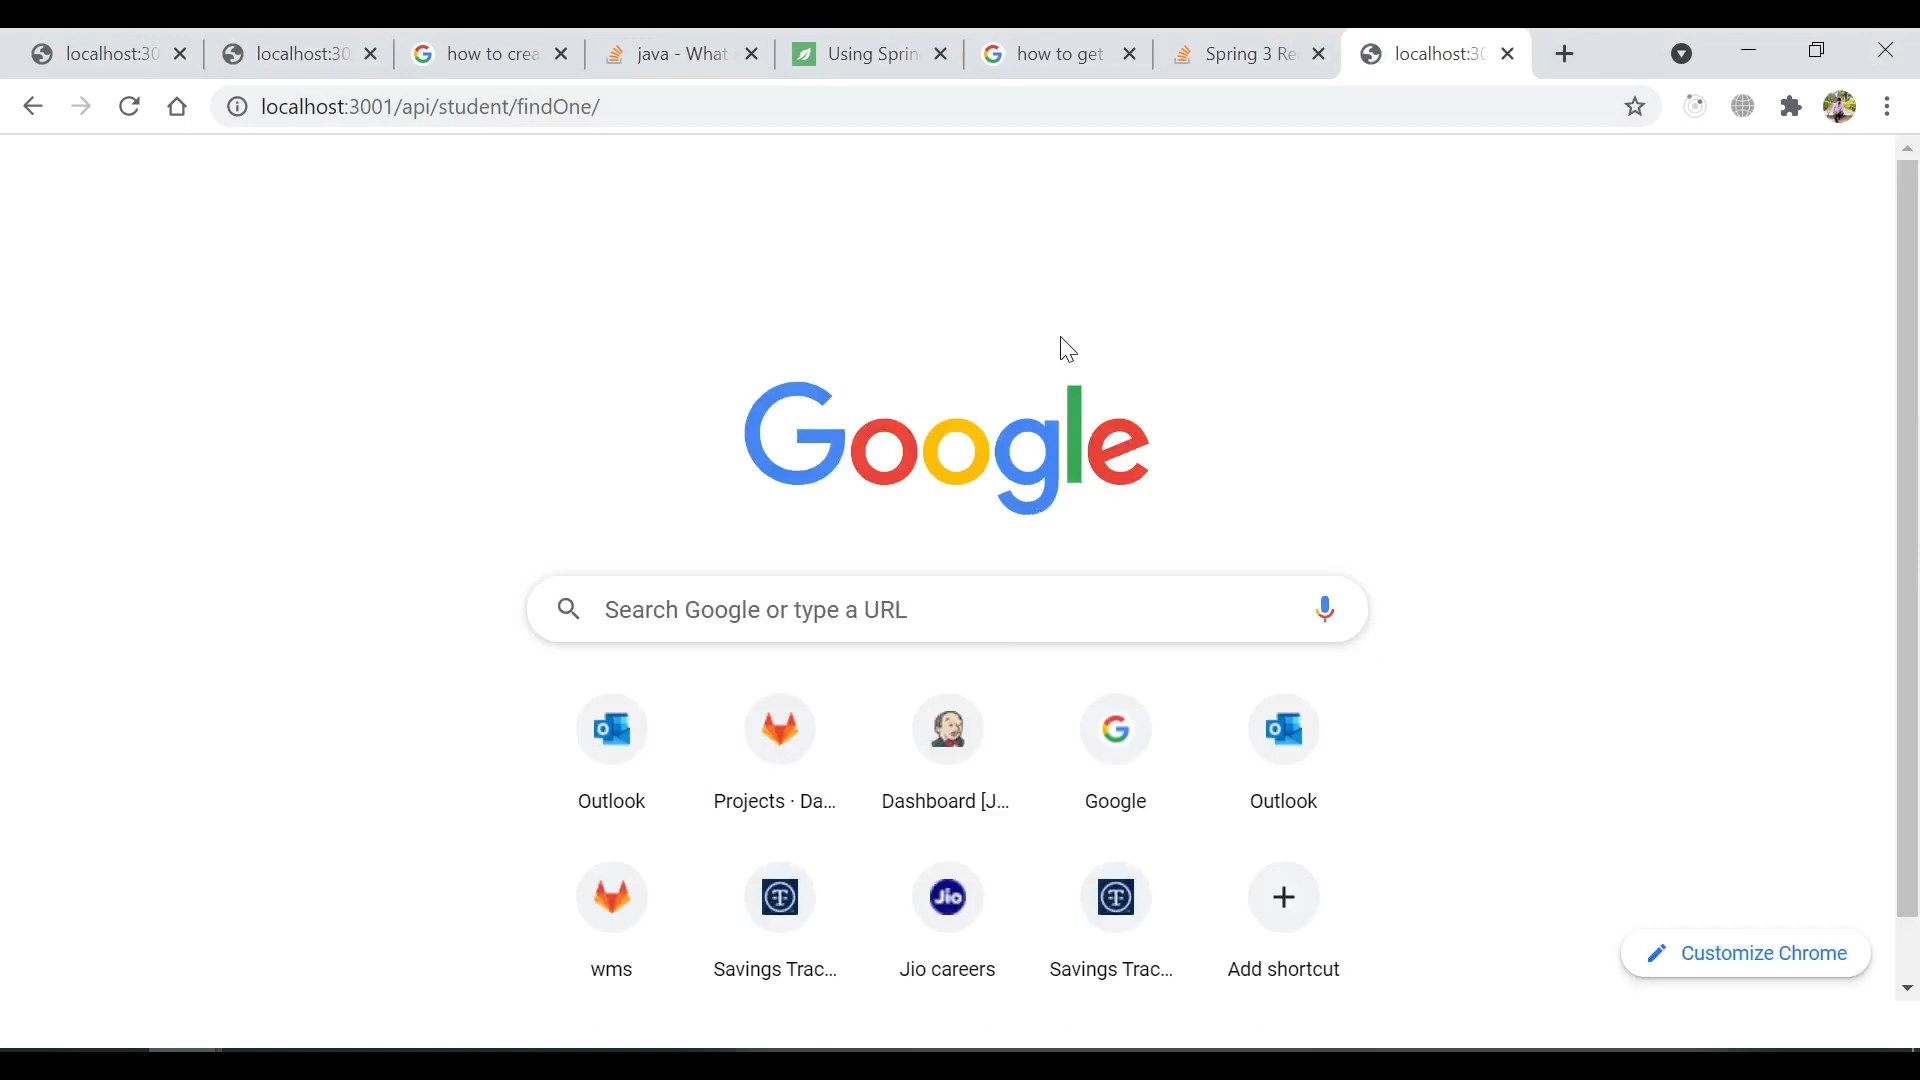 localhost:30
localhost:30
how to crea
java - What
Using Sprin
how to get
Spring 3 Re
localhost:30
localhost:3001/api/student/findOne/
Google
Search Google or type a URL
Outlook
Projects · Da...
Dashboard [J...
Google
Outlook
Jio
wms
Savings Trac...
Jio careers
Savings Trac...
Add shortcut
Customize Chrome